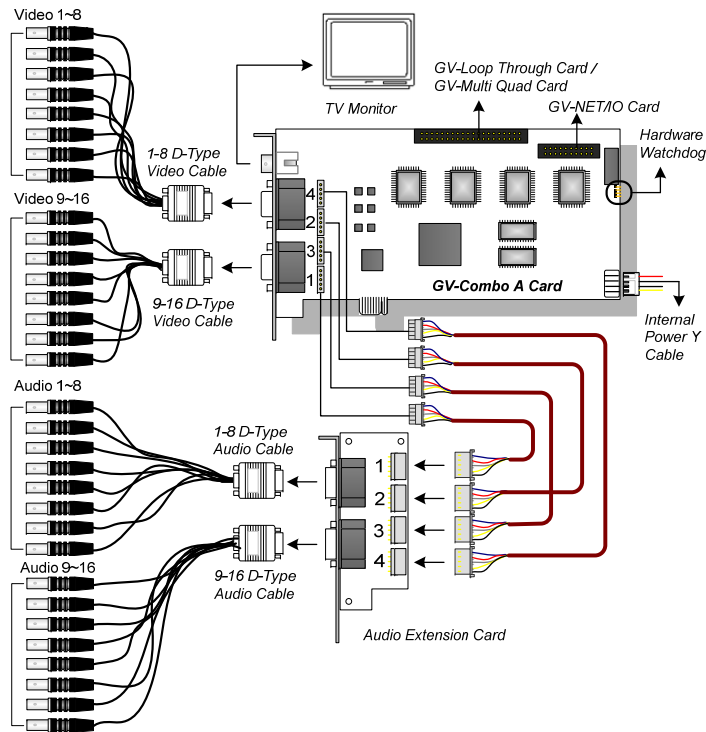 Video 1~8
TV Monitor
GV-Loop Through Card /
GV-Multi Quad Card
GV-NET/IO Card
Hardware
Watchdog
1-8 D-Type
Video Cable
Video 9~16
4
2
3
1
GV-Combo A Card
9-16 D-Type
Video Cable
Internal
Power Y
Cable
Audio 1~8
1-8 D-Type
Audio Cable
1
2
3
4
Audio 9~16
9-16 D-Type
Audio Cable
Audio Extension Card